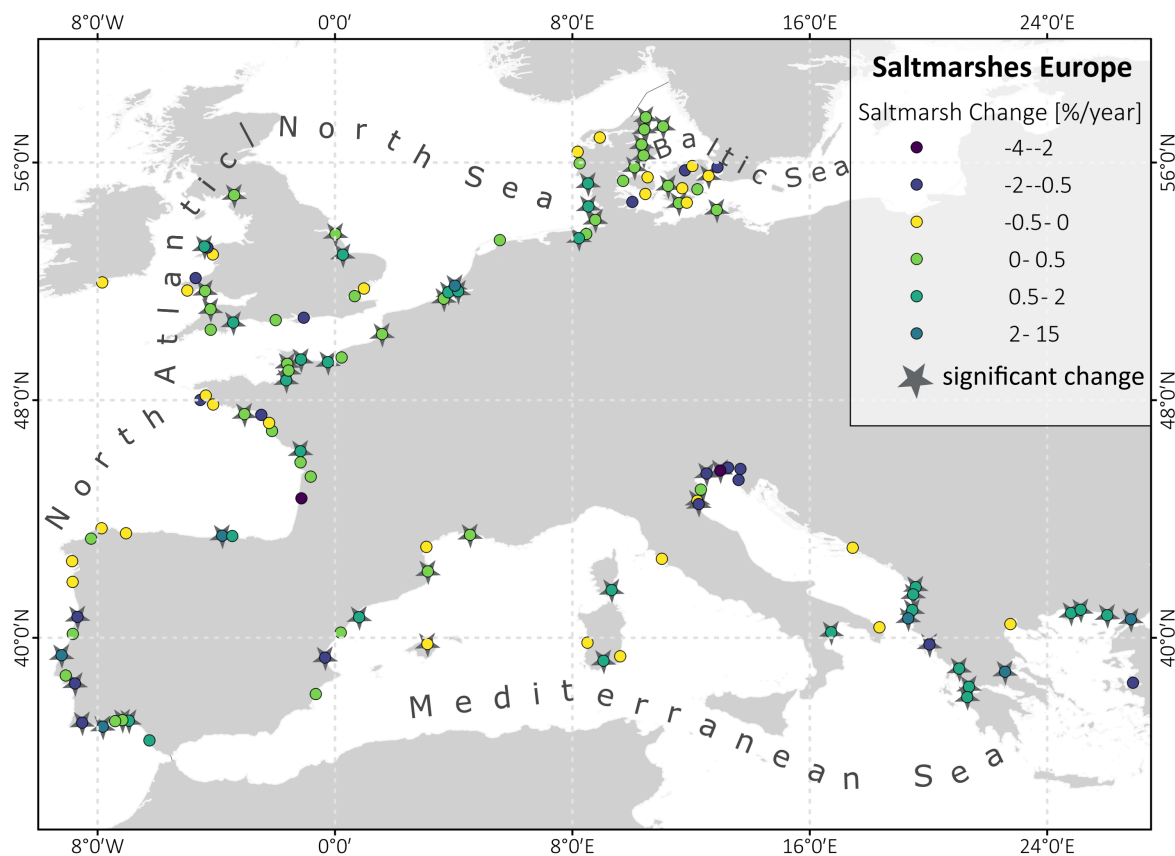 8°0'W 0°0' 8°0'E 16°0'E 24°0'E
Saltmarshes Europe
Saltmarsh Change [%/year]
-4--2
-2--0.5
-0.5- 0
0- 0.5
0.5- 2
2- 15
significant change
North Atlantic/North Sea
Baltic Sea
Mediterranean Sea
56°0'N
48°0'N
40°0'N
56°0'N
48°0'N
40°0'N
8°0'W 0°0' 8°0'E 16°0'E 24°0'E